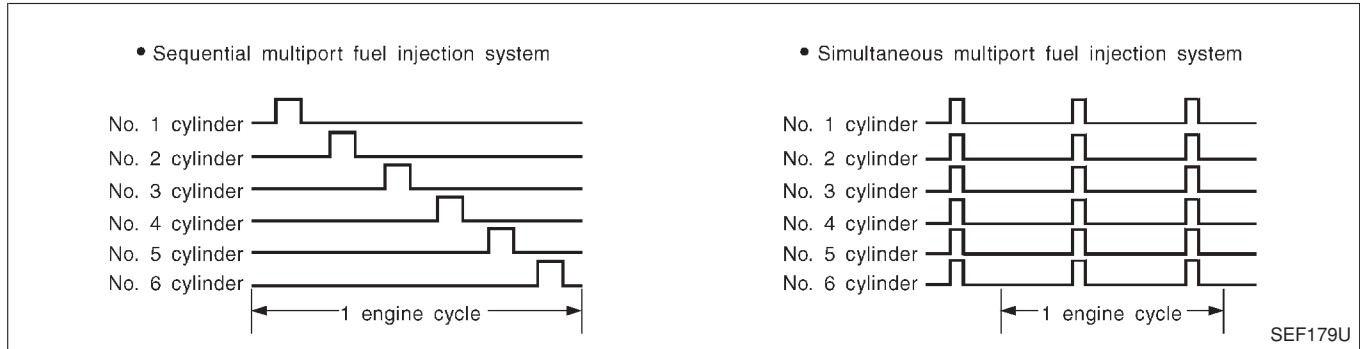 • Sequential multiport fuel injection system
No. 1 cylinder
No. 2 cylinder
No. 3 cylinder
No. 4 cylinder
No. 5 cylinder
No. 6 cylinder
1 engine cycle
• Simultaneous multiport fuel injection system
No. 1 cylinder
No. 2 cylinder
No. 3 cylinder
No. 4 cylinder
No. 5 cylinder
No. 6 cylinder
1 engine cycle
SEF179U